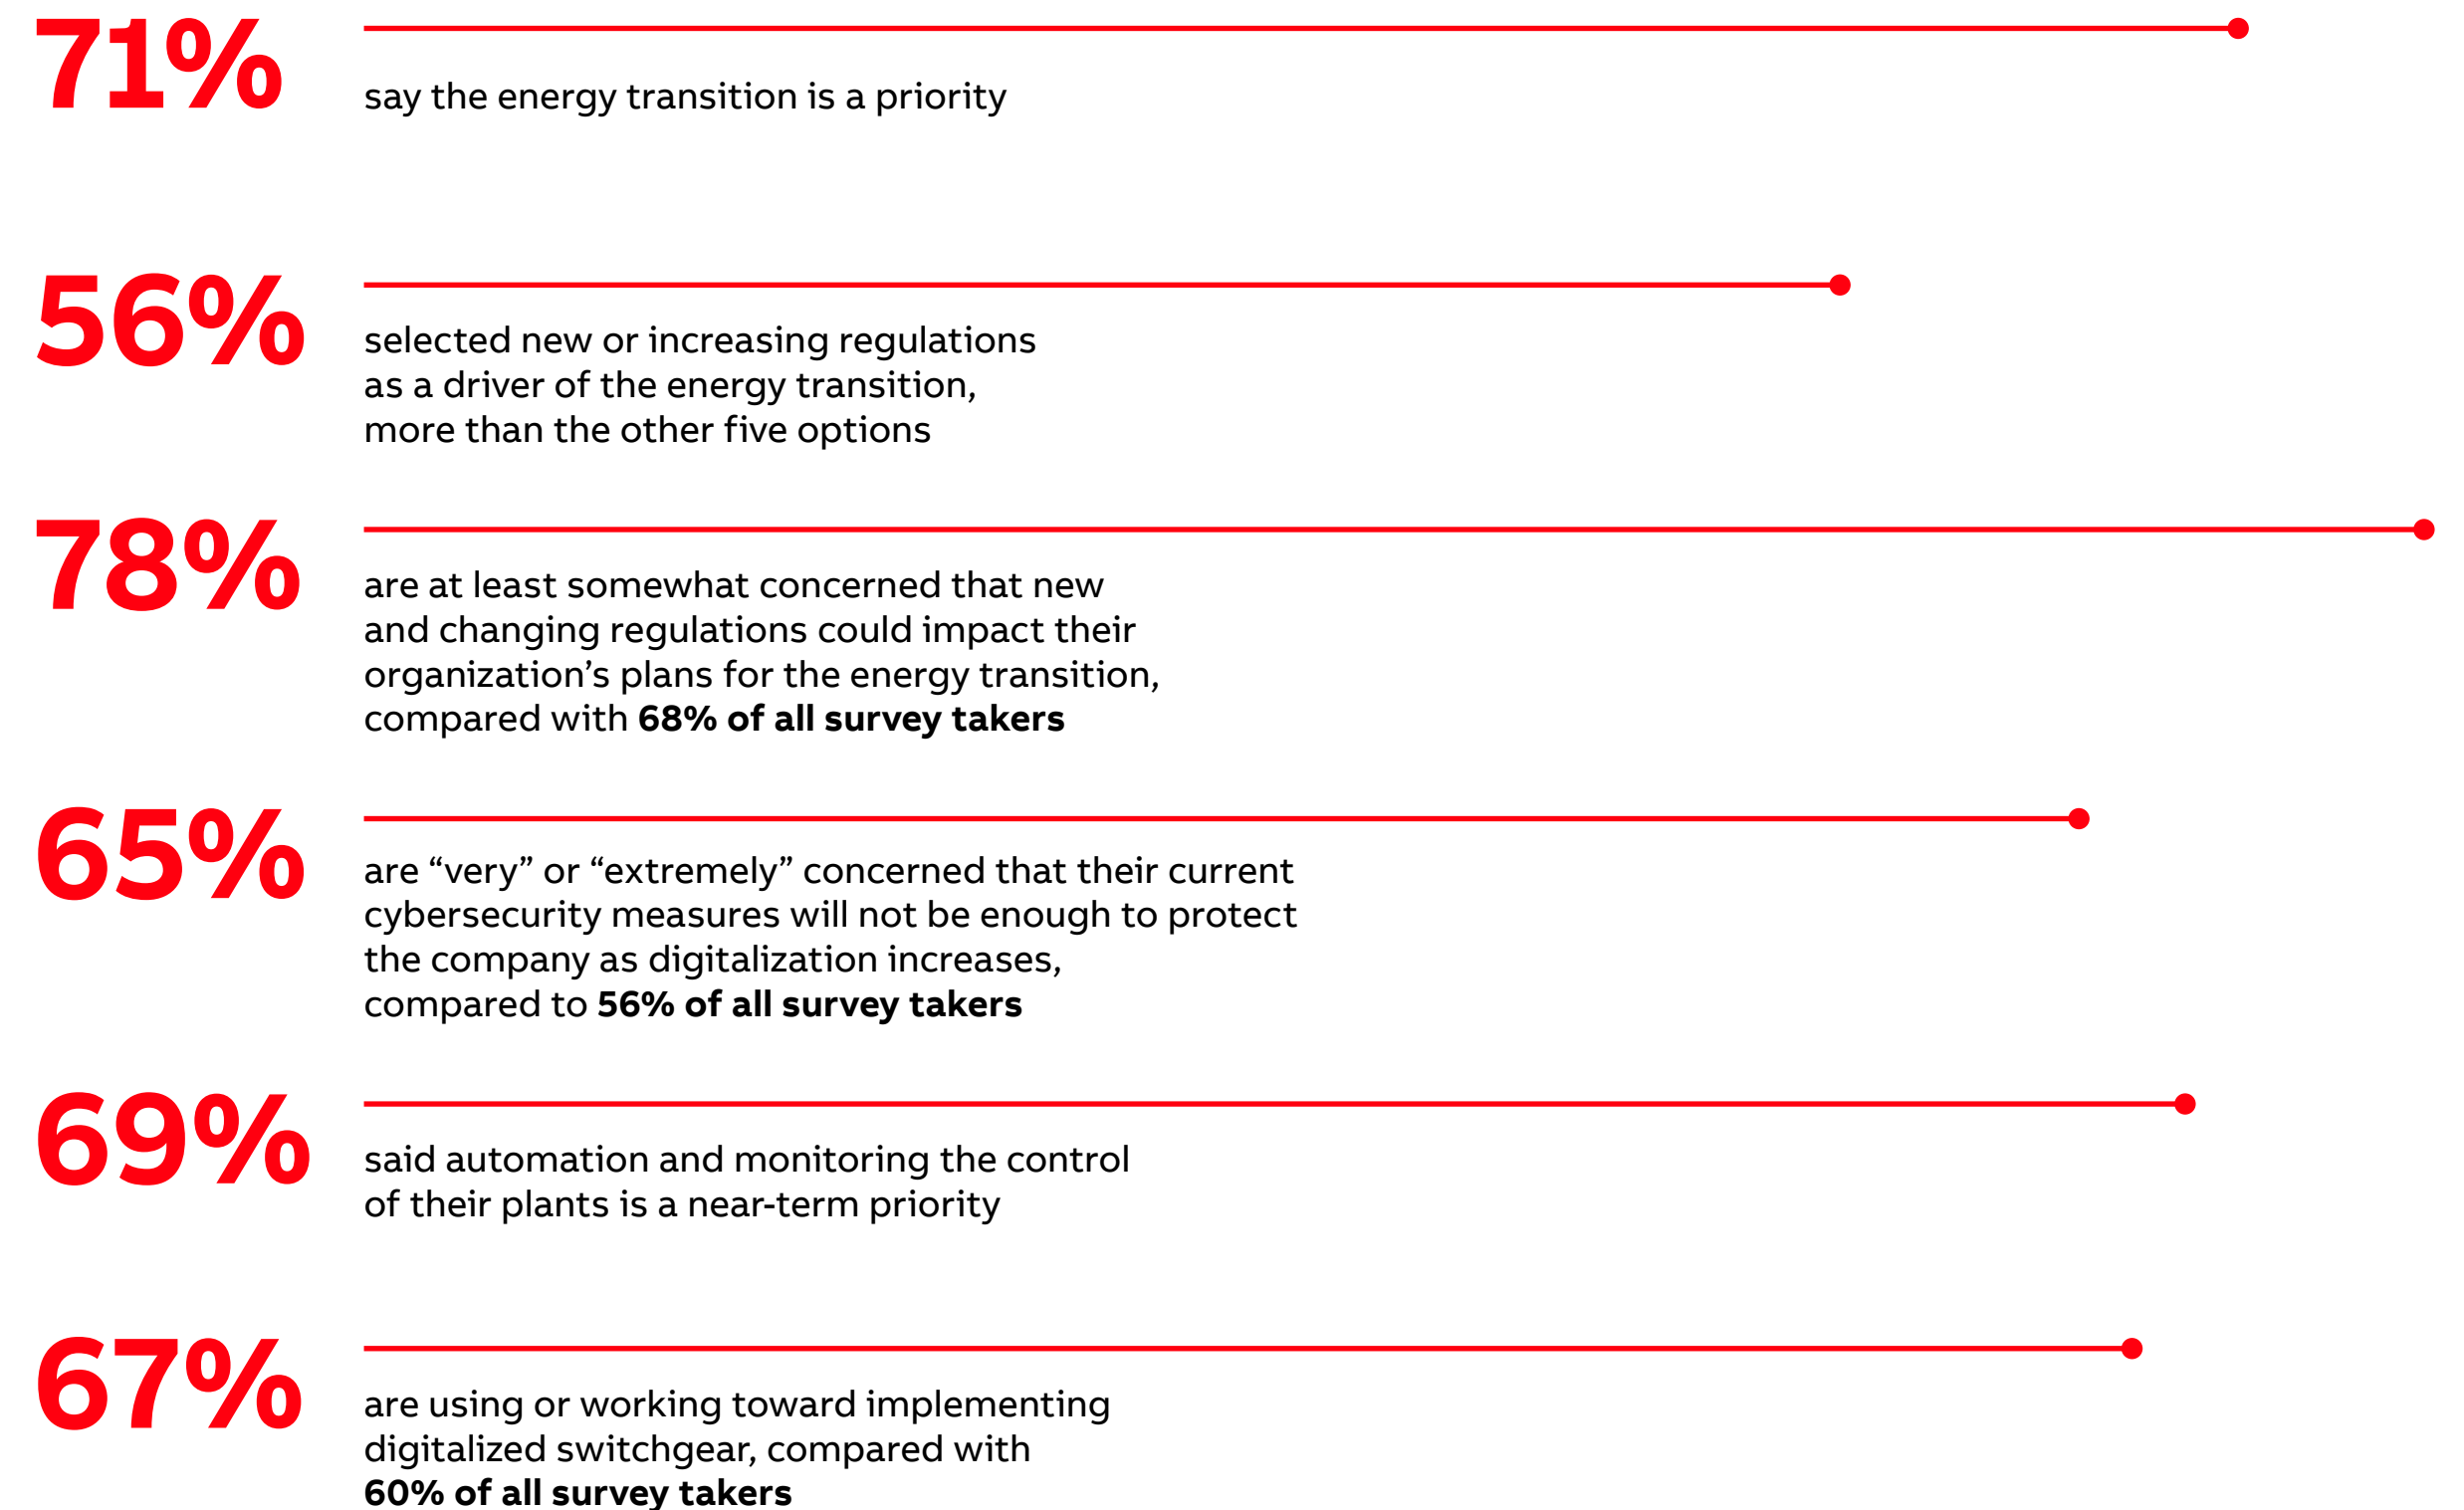 71%
say the energy transition is a priority
56%
selected new or increasing regulations
as a driver of the energy transition,
more than the other five options
78%
are at least somewhat concerned that new
and changing regulations could impact their
organization’s plans for the energy transition,
compared with 68% of all survey takers
65%
are “very” or “extremely” concerned that their current
cybersecurity measures will not be enough to protect
the company as digitalization increases,
compared to 56% of all survey takers
69%
said automation and monitoring the control
of their plants is a near-term priority
67%
are using or working toward implementing
digitalized switchgear, compared with
60% of all survey takers